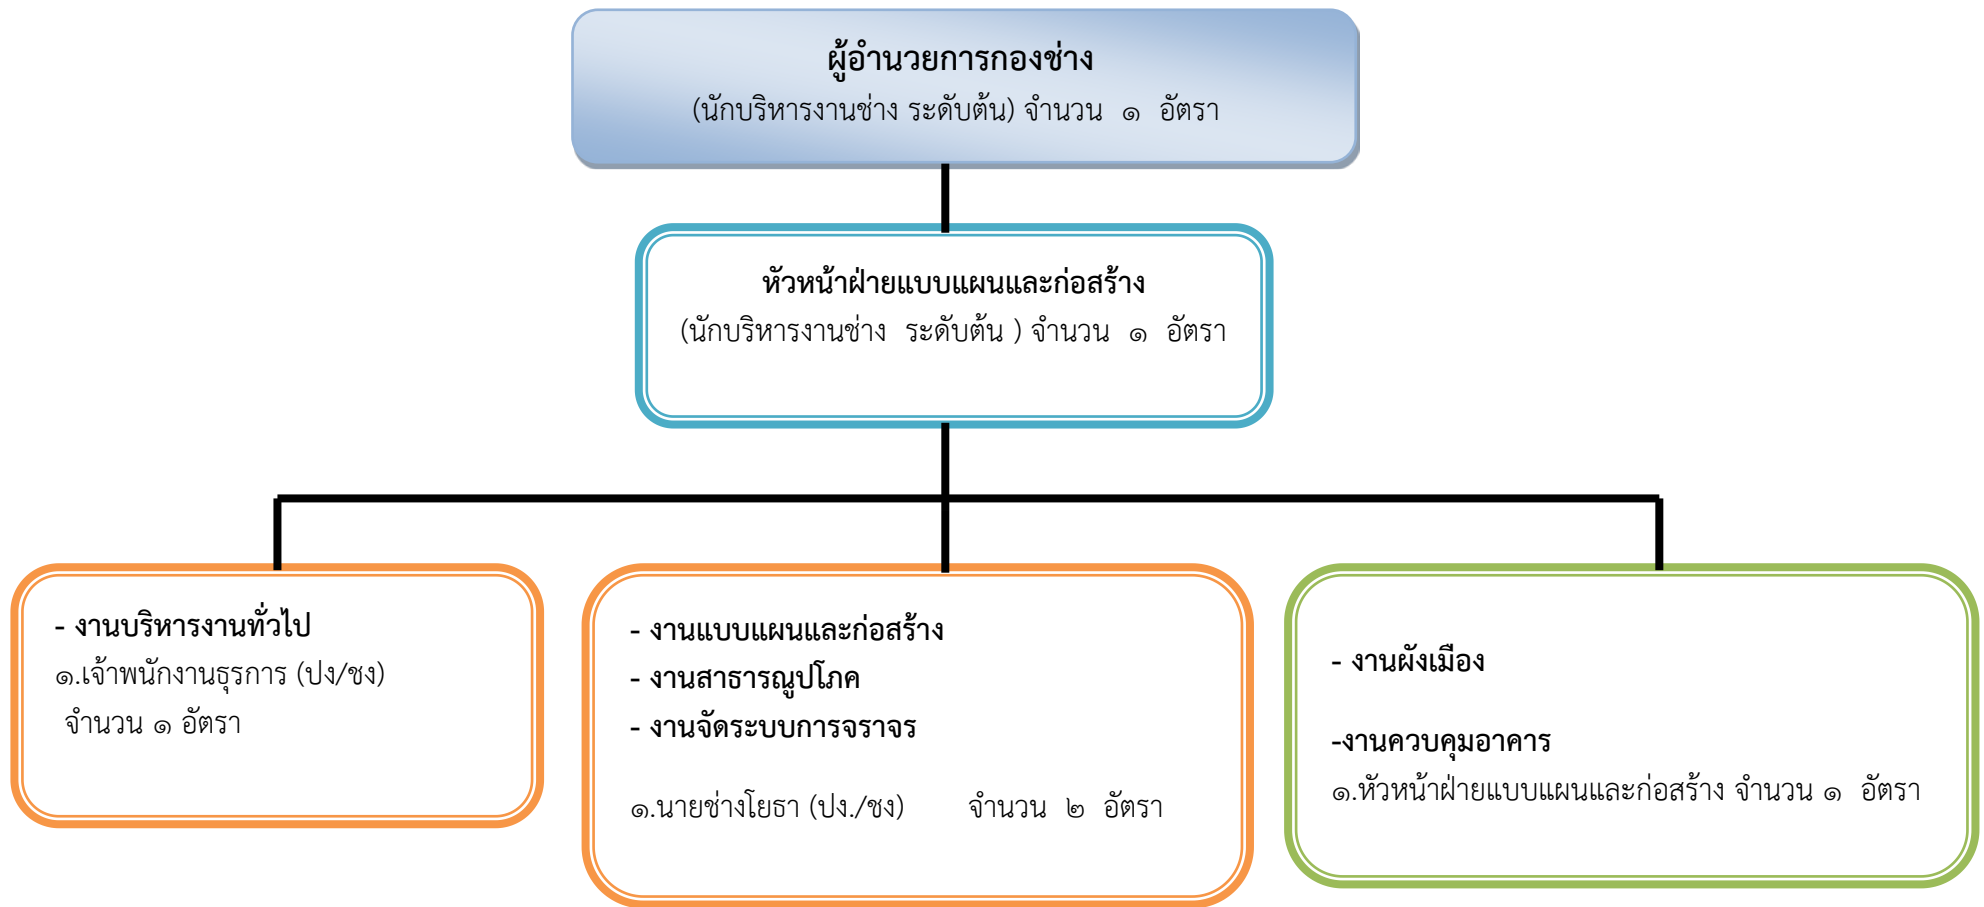 ผู้อำนวยการกองช่าง
(นักบริหารงานช่าง ระดับต้น) จำนวน ๑ อัตรา
หัวหน้าฝ่ายแบบแผนและก่อสร้าง
(นักบริหารงานช่าง ระดับต้น ) จำนวน ๑ อัตรา
- งานบริหารงานทั่วไป
๑.เจ้าพนักงานธุรการ (ปง/ชง)
จำนวน ๑ อัตรา
- งานแบบแผนและก่อสร้าง
- งานสาธารณูปโภค
- งานจัดระบบการจราจร
๑.นายช่างโยธา (ปง./ชง) จำนวน ๒ อัตรา
- งานผังเมือง
-งานควบคุมอาคาร
๑.หัวหน้าฝ่ายแบบแผนและก่อสร้าง จำนวน ๑ อัตรา